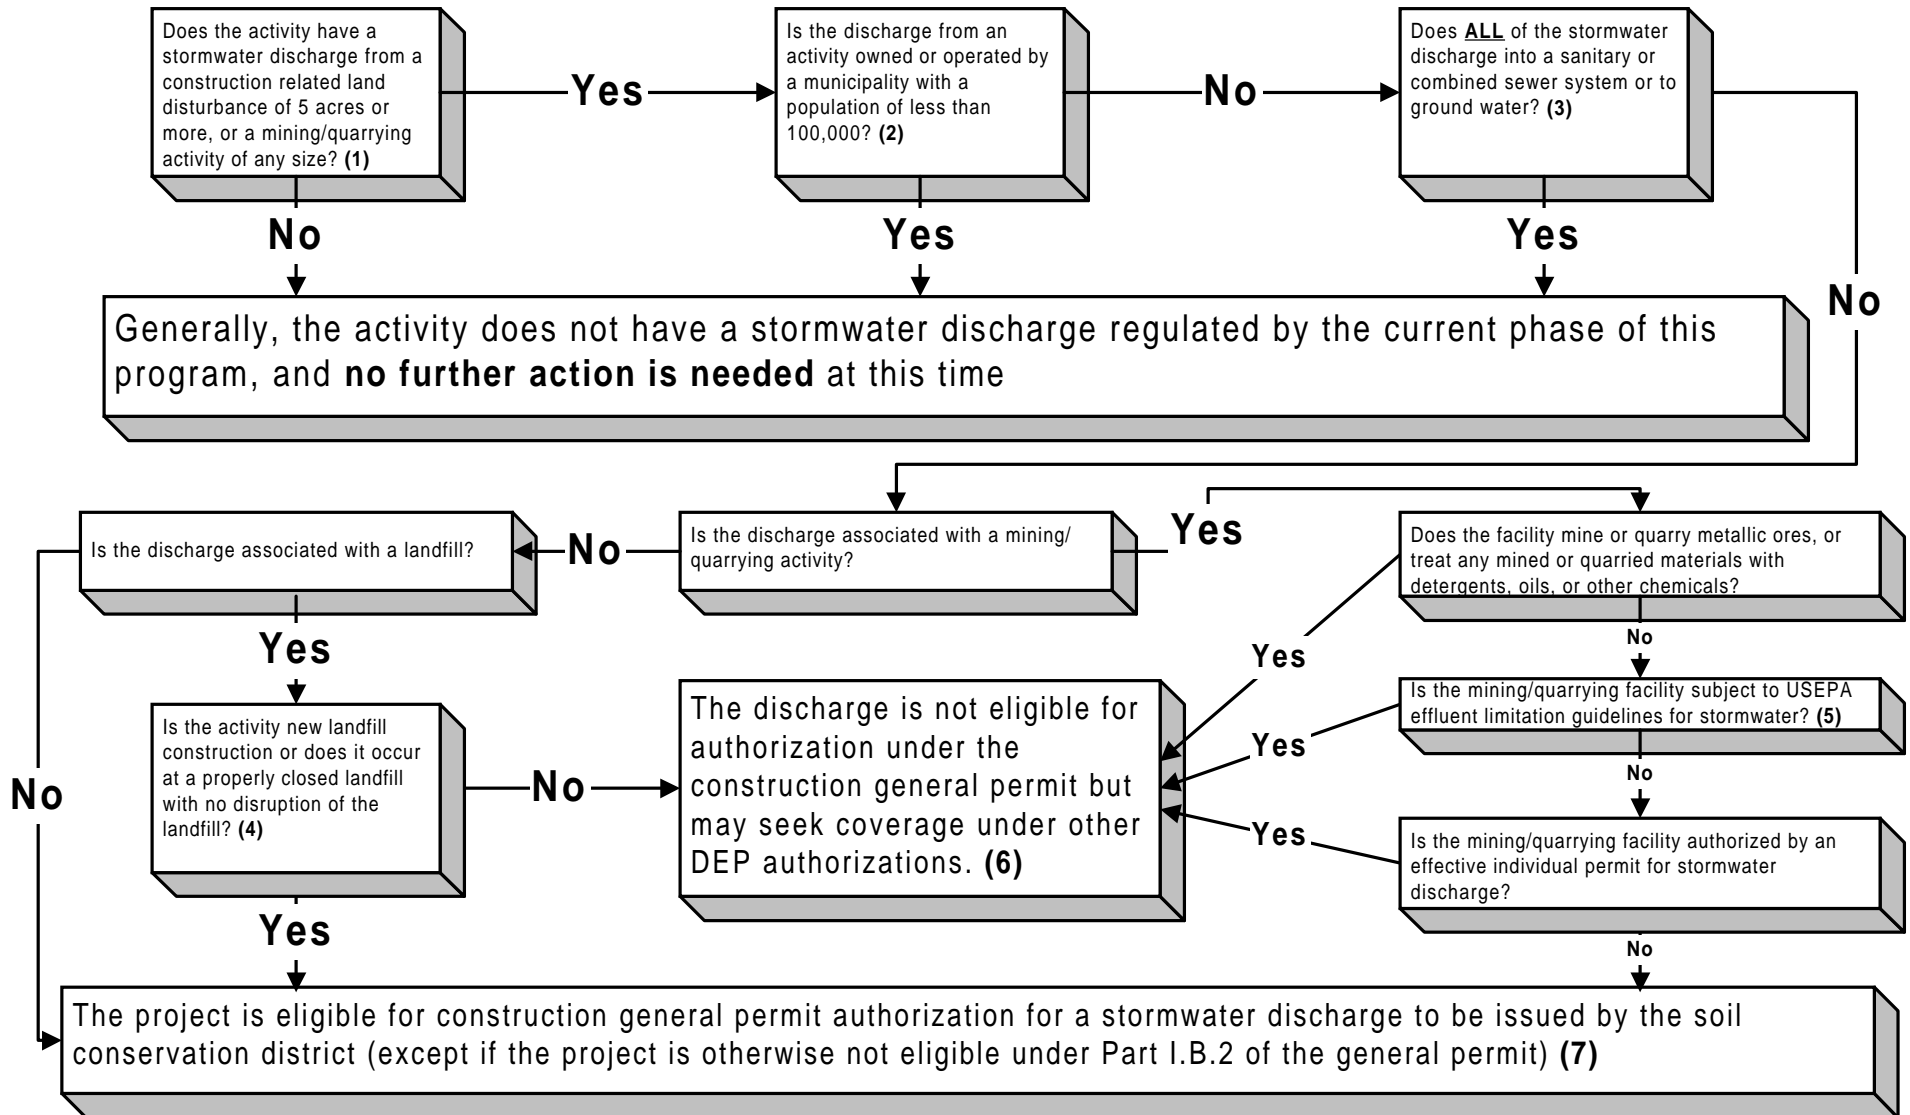 Does the activity have a
stormwater discharge from a
construction related land
disturbance of 5 acres or
more, or a mining/quarrying
activity of any size? (1)
Yes
Is the discharge from an
activity owned or operated by
a municipality with a
population of less than
100,000? (2)
No
Does ALL of the stormwater
discharge into a sanitary or
combined sewer system or to
ground water? (3)
No
Yes
Yes
No
Generally, the activity does not have a stormwater discharge regulated by the current phase of this
program, and no further action is needed at this time
Is the discharge associated with a landfill?
No
Is the discharge associated with a mining/
quarrying activity?
Yes
Does the facility mine or quarry metallic ores, or
treat any mined or quarried materials with
detergents, oils, or other chemicals?
Yes
Yes
No
Is the activity new landfill
construction or does it occur
at a properly closed landfill
with no disruption of the
landfill? (4)
No
No
The discharge is not eligible for
authorization under the
construction general permit but
may seek coverage under other
DEP authorizations. (6)
Is the mining/quarrying facility subject to USEPA
effluent limitation guidelines for stormwater? (5)
Yes
No
Yes
Is the mining/quarrying facility authorized by an
effective individual permit for stormwater
discharge?
Yes
No
The project is eligible for construction general permit authorization for a stormwater discharge to be issued by the soil
conservation district (except if the project is otherwise not eligible under Part I.B.2 of the general permit) (7)